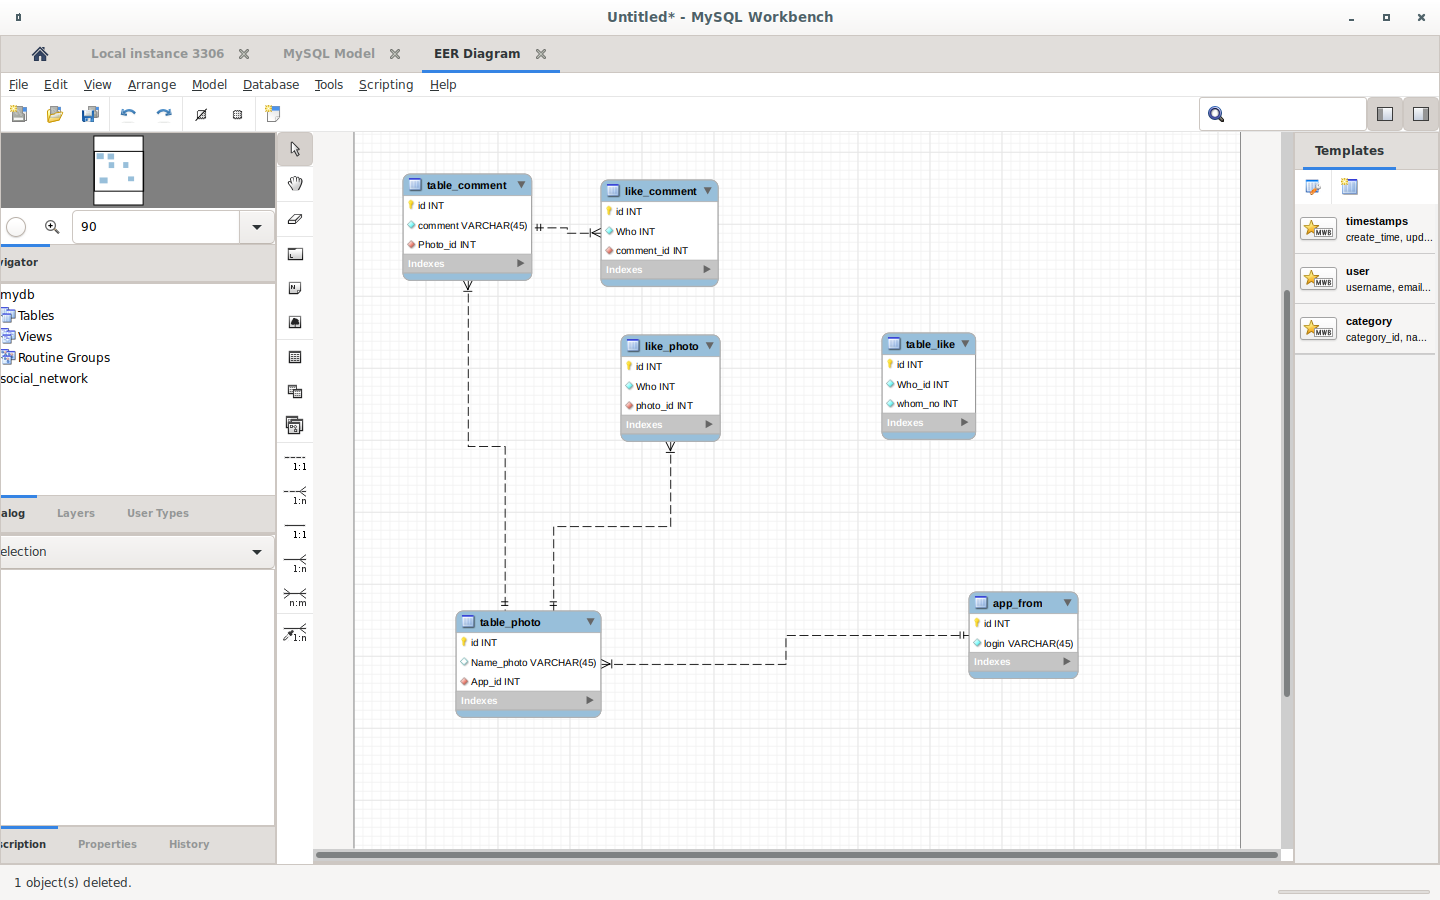 Untitled* - MySQL Workbench
Local instance 3306
MySQL Model
EER Diagram
File Edit View Arrange Model Database Tools Scripting Help
90
vigator
mydb
Tables
Views
Routine Groups
social_network
alog Layers User Types
election
scription Properties History
1:1
1:n
1:1
1:n
n:m
1:n
table_comment
id INT
comment VARCHAR(45)
Photo_id INT
Indexes
like_comment
id INT
Who INT
comment_id INT
Indexes
like_photo
id INT
Who INT
photo_id INT
Indexes
table_like
id INT
Who_id INT
whom_no INT
Indexes
table_photo
id INT
Name_photo VARCHAR(45)
App_id INT
Indexes
app_from
id INT
login VARCHAR(45)
Indexes
Templates
MWB
timestamps
create_time, upd...
MWB
user
username, email...
MWB
category
category_id, na...
1 object(s) deleted.